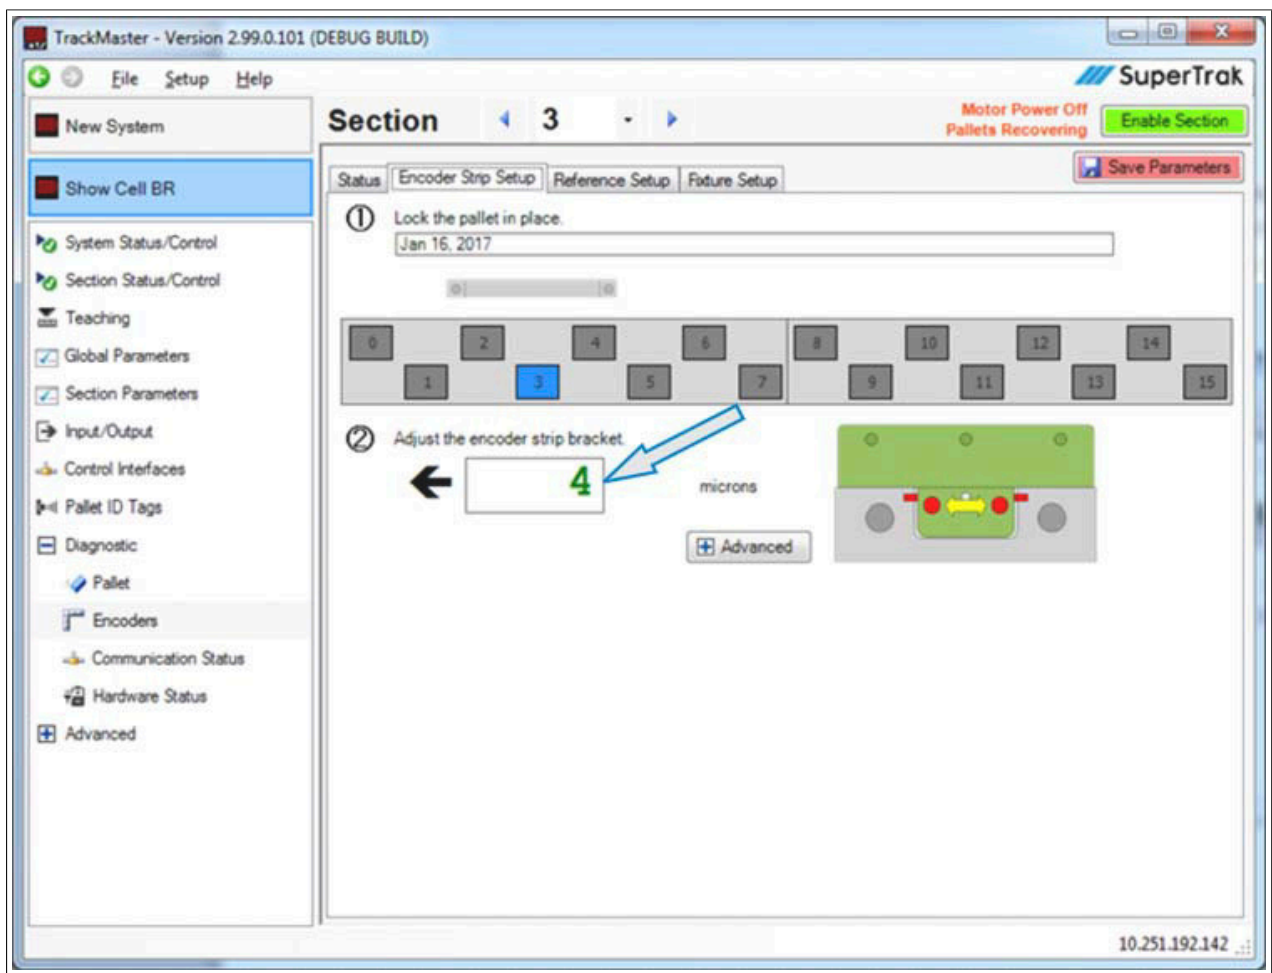 TrackMaster - Version 2.99.0.101 (DEBUG BUILD)
File Setup Help
SuperTrak
New System
Section 3
Motor Power Off
Pallets Recovering
Enable Section
Show Cell BR
Save Parameters
Status Encoder Strip Setup Reference Setup Fixture Setup
① Lock the pallet in place.
Jan 16, 2017
System Status/Control
Section Status/Control
Teaching
Global Parameters
Section Parameters
Input/Output
Control Interfaces
Pallet ID Tags
Diagnostic
Pallet
Encoders
Communication Status
Hardware Status
Advanced
0 2 4 6 8 10 12 14
1 3 5 7 9 11 13 15
② Adjust the encoder strip bracket.
4 microns
Advanced
10.251.192.142